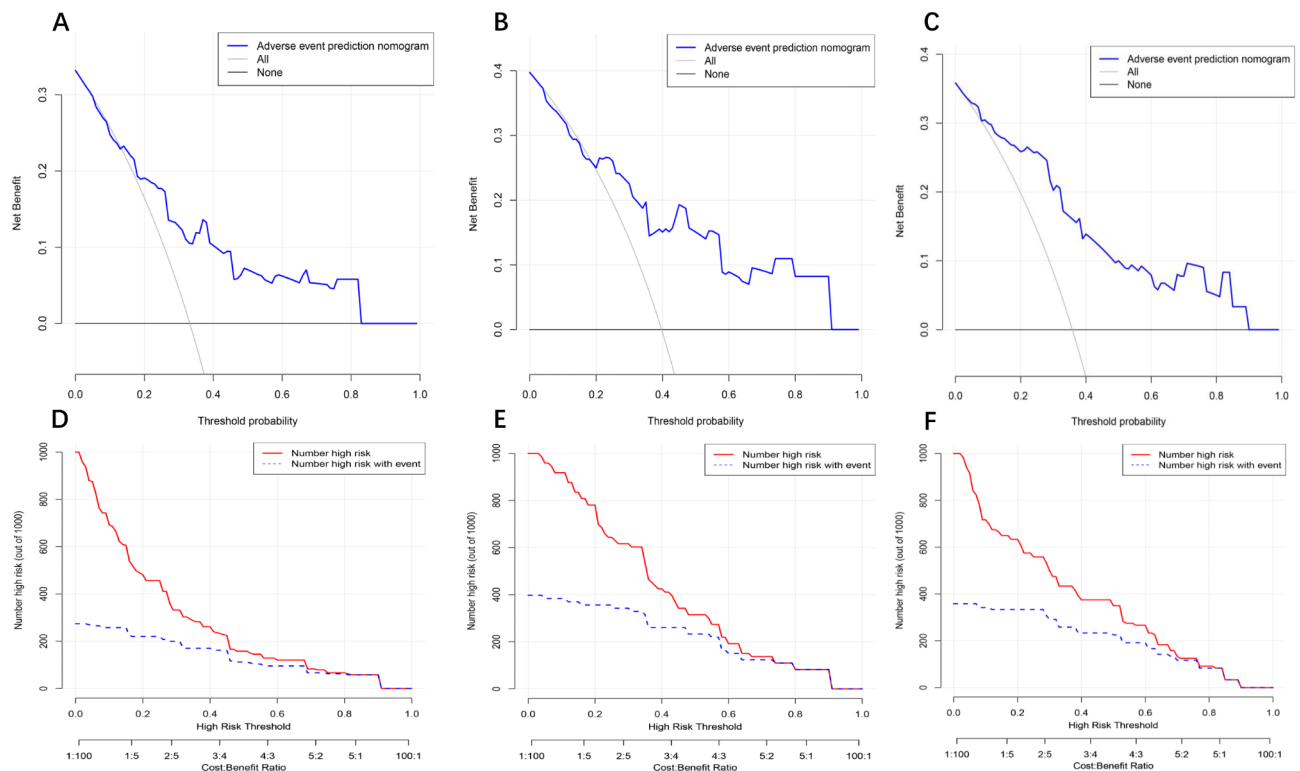 A
Adverse event prediction nomogram
All
None
Net Benefit
0.3
0.2
0.1
0.0
0.0 0.2 0.4 0.6 0.8 1.0
Threshold probability
B
Adverse event prediction nomogram
All
None
Net Benefit
0.4
0.3
0.2
0.1
0.0
0.0 0.2 0.4 0.6 0.8 1.0
Threshold probability
C
Adverse event prediction nomogram
All
None
Net Benefit
0.4
0.3
0.2
0.1
0.0
0.0 0.2 0.4 0.6 0.8 1.0
Threshold probability
D
Number high risk
Number high risk with event
Number high risk (out of 1000)
1000
800
600
400
200
0
0.0 0.2 0.4 0.6 0.8 1.0
High Risk Threshold
1:100 1:5 2:5 3:4 4:3 5:2 5:1 100:1
Cost:Benefit Ratio
E
Number high risk
Number high risk with event
Number high risk (out of 1000)
1000
800
600
400
200
0
0.0 0.2 0.4 0.6 0.8 1.0
High Risk Threshold
1:100 1:5 2:5 3:4 4:3 5:2 5:1 100:1
Cost:Benefit Ratio
F
Number high risk
Number high risk with event
Number high risk (out of 1000)
1000
800
600
400
200
0
0.0 0.2 0.4 0.6 0.8 1.0
High Risk Threshold
1:100 1:5 2:5 3:4 4:3 5:2 5:1 100:1
Cost:Benefit Ratio